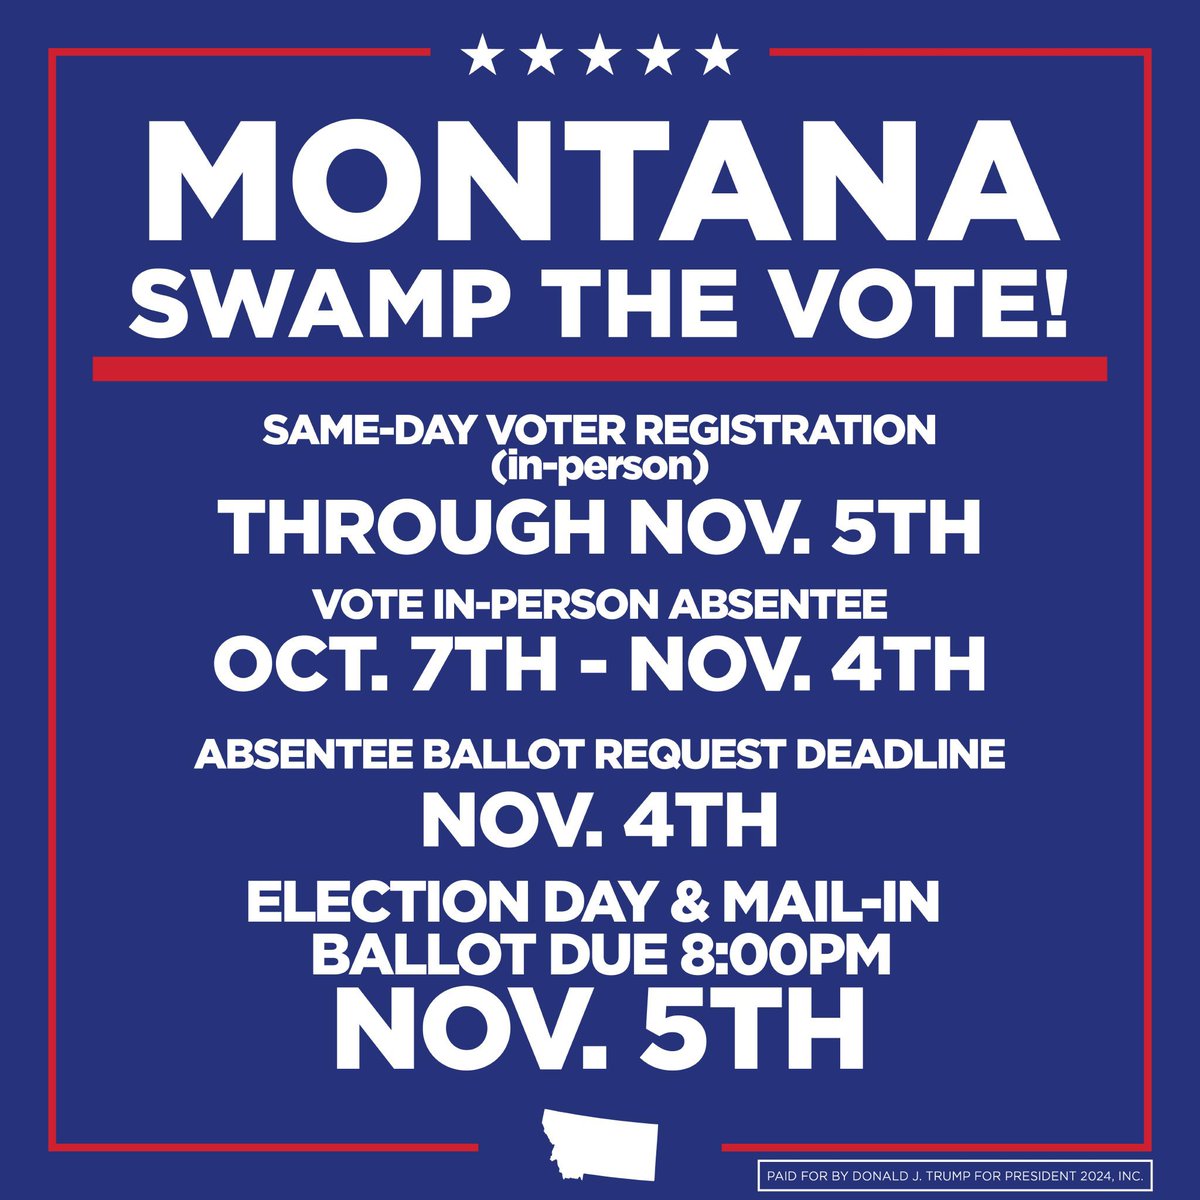 MONTANA
SWAMP THE VOTE!
SAME-DAY VOTER REGISTRATION
(in-person)
THROUGH NOV. 5TH
VOTE IN-PERSON ABSENTEE
OCT. 7TH - NOV. 4TH
ABSENTEE BALLOT REQUEST DEADLINE
NOV. 4TH
ELECTION DAY & MAIL-IN
BALLOT DUE 8:00PM
NOV. 5TH
PAID FOR BY DONALD J. TRUMP FOR PRESIDENT 2024, INC.